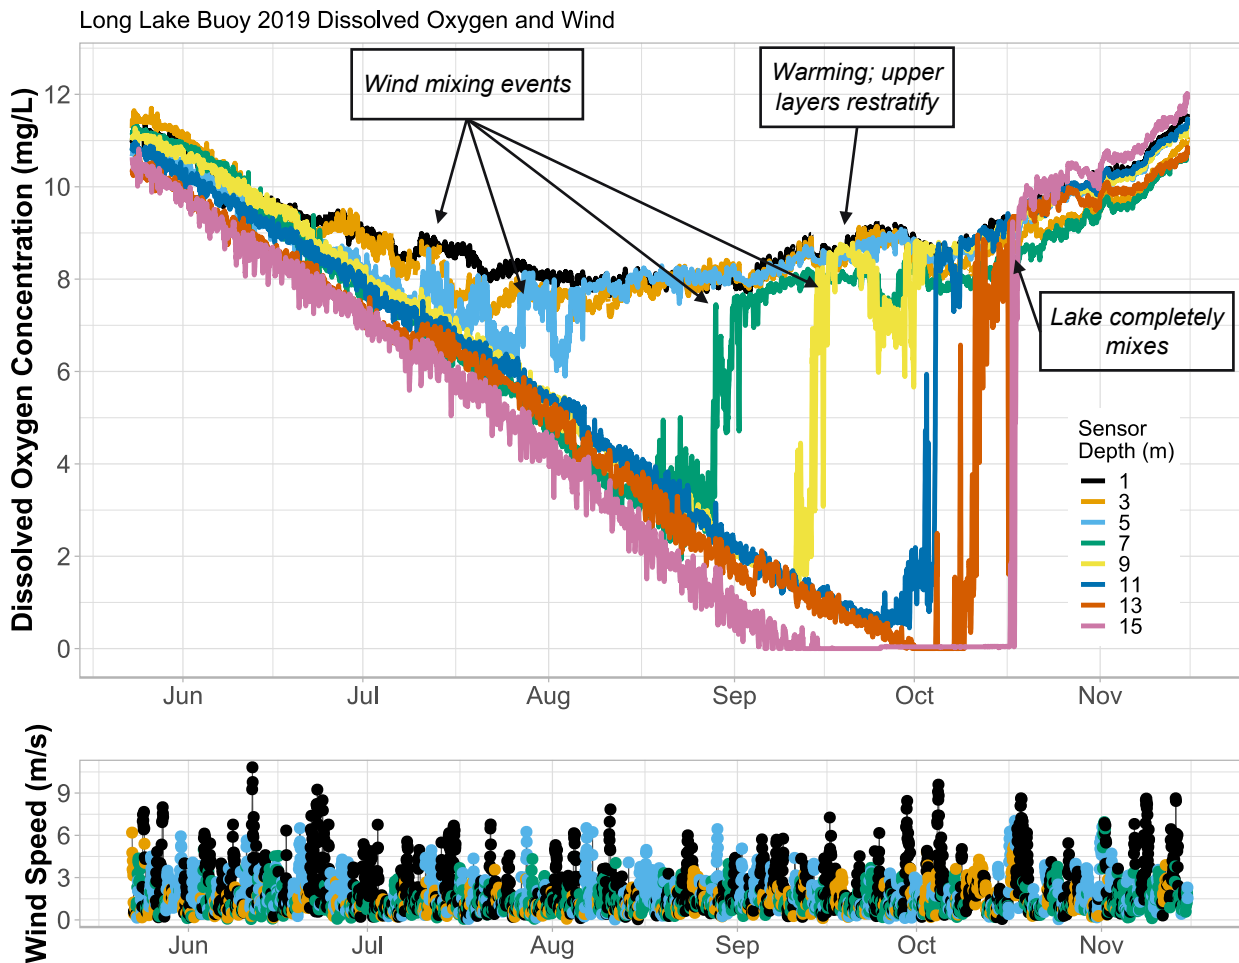 Long Lake Buoy 2019 Dissolved Oxygen and Wind
Dissolved Oxygen Concentration (mg/L)
12
10
8
6
4
2
0
Wind mixing events
Warming; upper
layers restratify
Lake completely
mixes
Sensor
Depth (m)
1
3
5
7
9
11
13
15
Jun Jul Aug Sep Oct Nov
Wind Speed (m/s)
9
6
3
0
Jun Jul Aug Sep Oct Nov